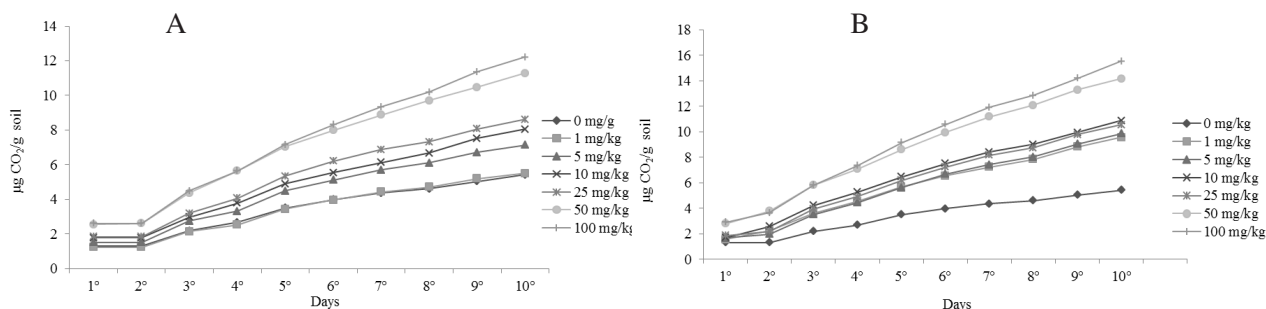 A
14
12
10
8
6
4
2
0
µg CO2/g soil
1° 2° 3° 4° 5° 6° 7° 8° 9° 10°
Days
0 mg/g
1 mg/kg
5 mg/kg
10 mg/kg
25 mg/kg
50 mg/kg
100 mg/kg
B
18
16
14
12
10
8
6
4
2
0
µg CO2/g soil
1° 2° 3° 4° 5° 6° 7° 8° 9° 10°
Days
0 mg/kg
1 mg/kg
5 mg/kg
10 mg/kg
25 mg/kg
50 mg/kg
100 mg/kg